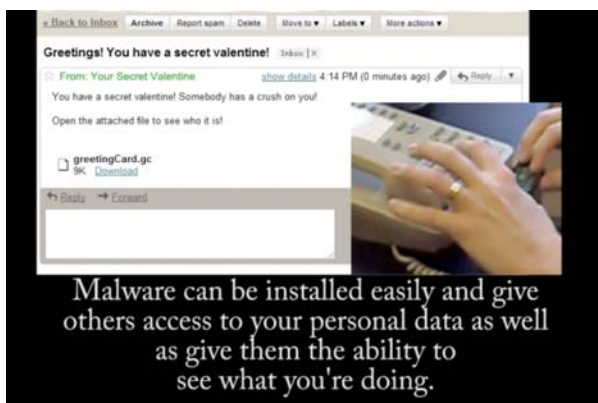 « Back to Inbox Archive Report spam Delete Move to ▼ Labels ▼ More actions ▼
Greetings! You have a secret valentine! Inbox | X
From: Your Secret Valentine show details 4:14 PM (0 minutes ago) Reply ▼
You have a secret valentine! Somebody has a crush on you!
Open the attached file to see who it is!
greetingCard.gc
9K Download
Reply → Forward
Malware can be installed easily and give
others access to your personal data as well
as give them the ability to
see what you're doing.